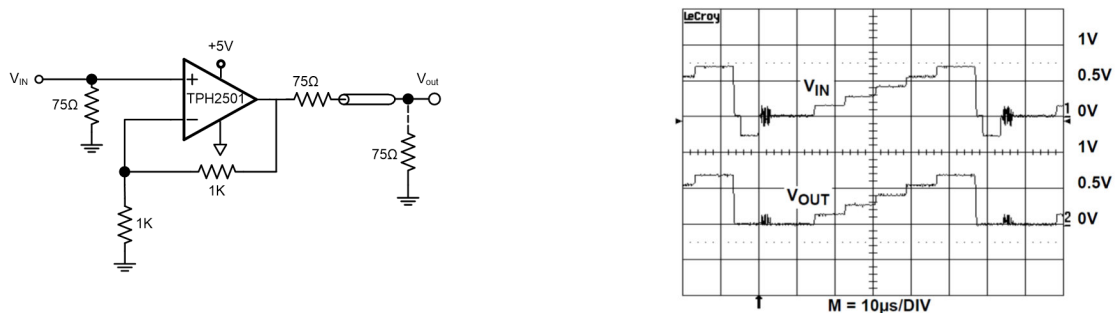 +5V
VIN
75Ω
TPH2501
+
−
75Ω
Vout
75Ω
1K
1K
LeCroy
1V
VIN
0.5V
1 0V
1V
VOUT
0.5V
2 0V
M = 10µs/DIV